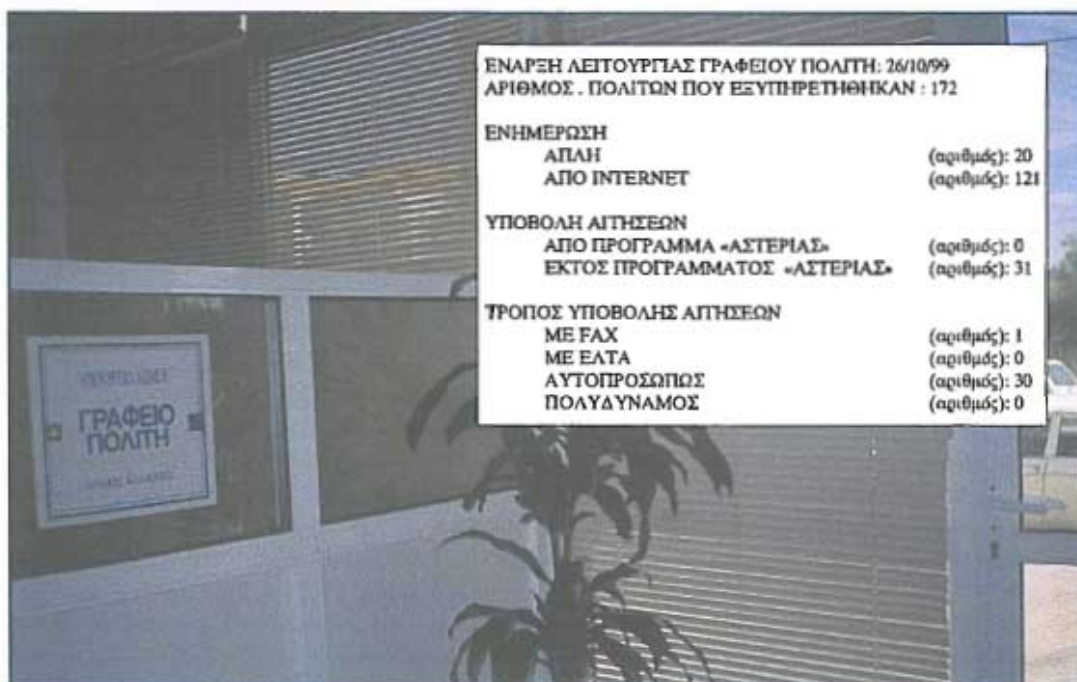 ΕΝΑΡΞΗ ΛΕΙΤΟΥΡΓΙΑΣ ΓΡΑΦΕΙΟΥ ΠΟΛΙΤΗ: 26/10/99
ΑΡΙΘΜΟΣ . ΠΟΛΙΤΩΝ ΠΟΥ ΕΞΥΠΗΡΕΤΗΘΗΚΑΝ : 172
ΕΝΗΜΕΡΩΣΗ
ΑΠΛΗ (αριθμός): 20
ΑΠΟ INTERNET (αριθμός): 121
ΥΠΟΒΟΛΗ ΑΙΤΗΣΕΩΝ
ΑΠΟ ΠΡΟΓΡΑΜΜΑ «ΑΣΤΕΡΙΑΣ» (αριθμός): 0
ΕΚΤΟΣ ΠΡΟΓΡΑΜΜΑΤΟΣ «ΑΣΤΕΡΙΑΣ» (αριθμός): 31
ΤΡΟΠΟΣ ΥΠΟΒΟΛΗΣ ΑΙΤΗΣΕΩΝ
ΜΕ FAX (αριθμός): 1
ΜΕ ΕΛΤΑ (αριθμός): 0
ΑΥΤΟΠΡΟΣΩΠΩΣ (αριθμός): 30
ΠΟΛΥΔΥΝΑΜΟΣ (αριθμός): 0
ΓΡΑΦΕΙΟ
ΠΟΛΙΤΗ